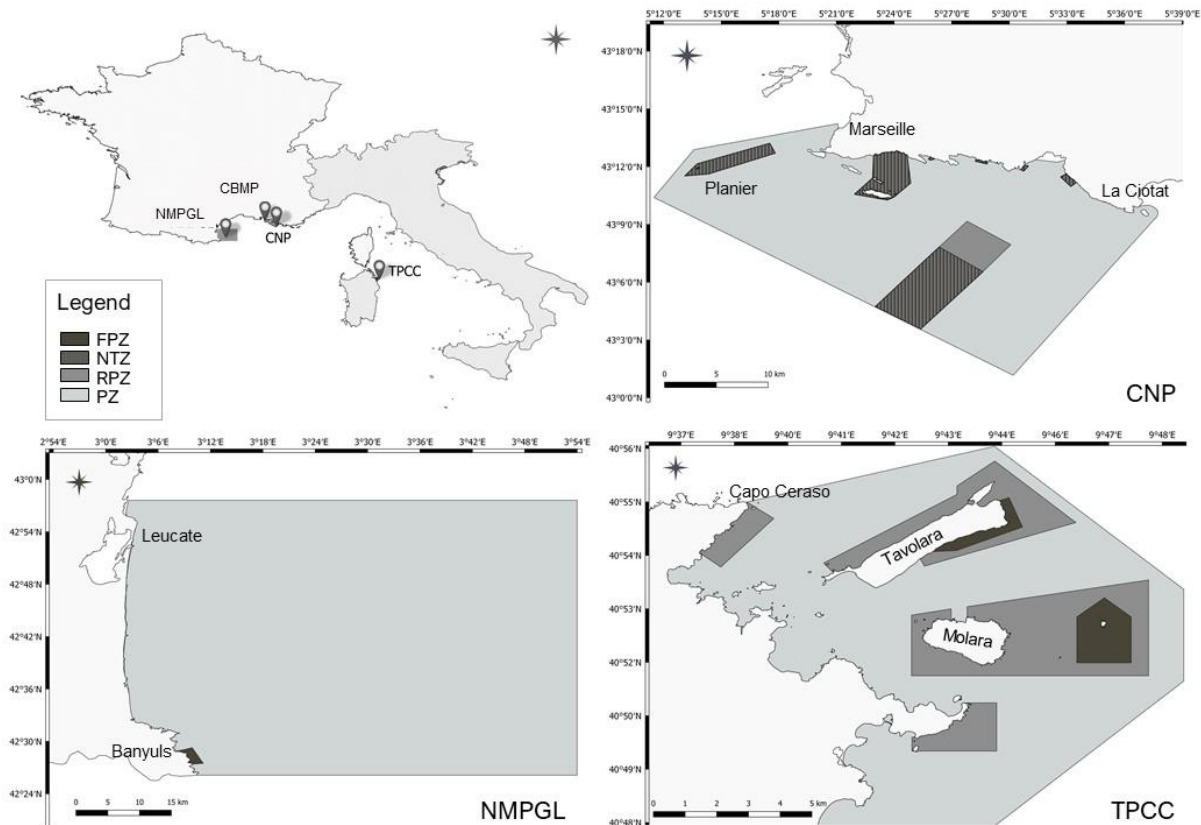 CBMP
NMPGL
CNP
TPCC
Legend
FPZ
NTZ
RPZ
PZ
5°12'0"E 5°15'0"E 5°18'0"E 5°21'0"E 5°24'0"E 5°27'0"E 5°30'0"E 5°33'0"E 5°36'0"E 5°39'0"E
43°18'0"N
43°15'0"N
43°12'0"N
43°9'0"N
43°6'0"N
43°3'0"N
43°0'0"N
Marseille
Planier
La Ciotat
0 5 10 km
CNP
2°54'E 3°0'E 3°6'E 3°12'E 3°18'E 3°24'E 3°30'E 3°36'E 3°42'E 3°48'E 3°54'E
43°0'N
42°54'N
42°48'N
42°42'N
42°36'N
42°30'N
42°24'N
Leucate
Banyuls
0 5 10 15 km
NMPGL
9°37'E 9°38'E 9°40'E 9°41'E 9°42'E 9°43'E 9°44'E 9°46'E 9°47'E 9°48'E
40°56'N
40°55'N
40°54'N
40°53'N
40°52'N
40°50'N
40°49'N
40°48'N
Capo Ceraso
Tavolara
Molara
0 1 2 3 4 5 km
TPCC